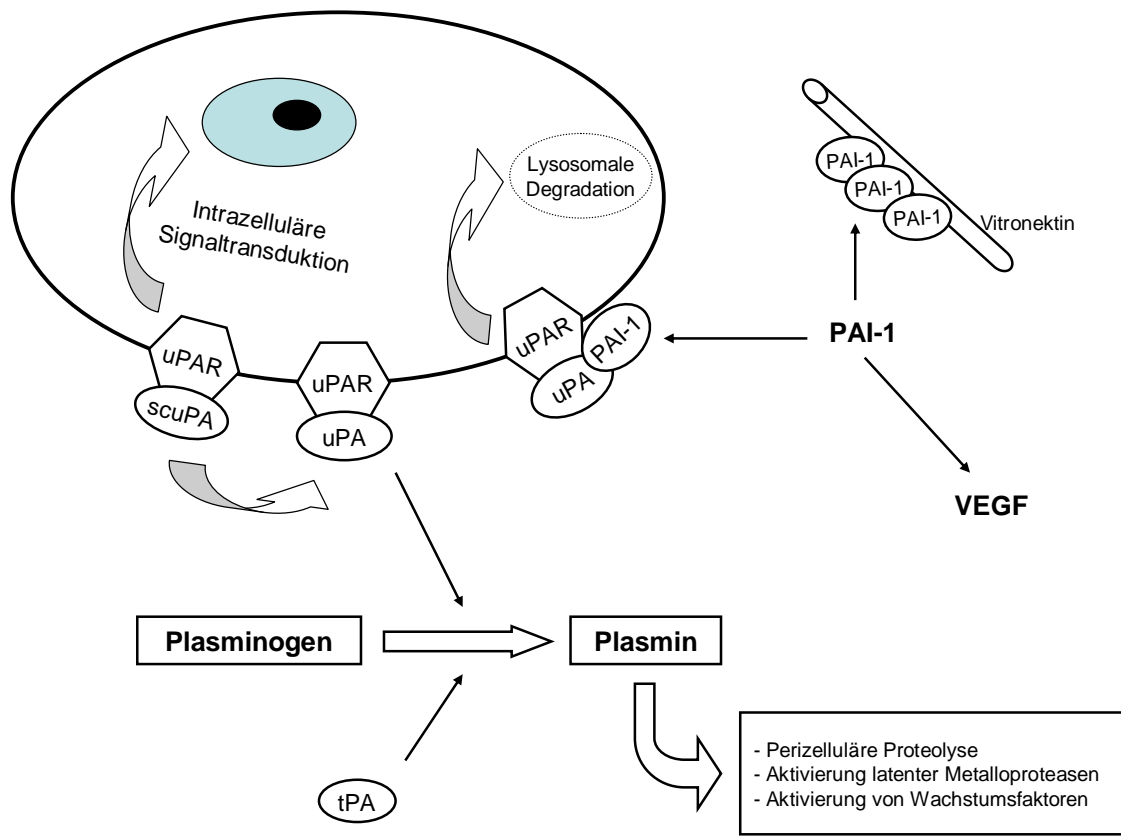 Lysosomale
Degradation
Intrazelluläre
Signaltransduktion
PAI-1
PAI-1
PAI-1
Vitronektin
uPAR
scuPA
uPAR
uPA
uPAR
PAI-1
uPA
PAI-1
VEGF
Plasminogen
Plasmin
tPA
- Perizelluläre Proteolyse
- Aktivierung latenter Metalloproteasen
- Aktivierung von Wachstumsfaktoren